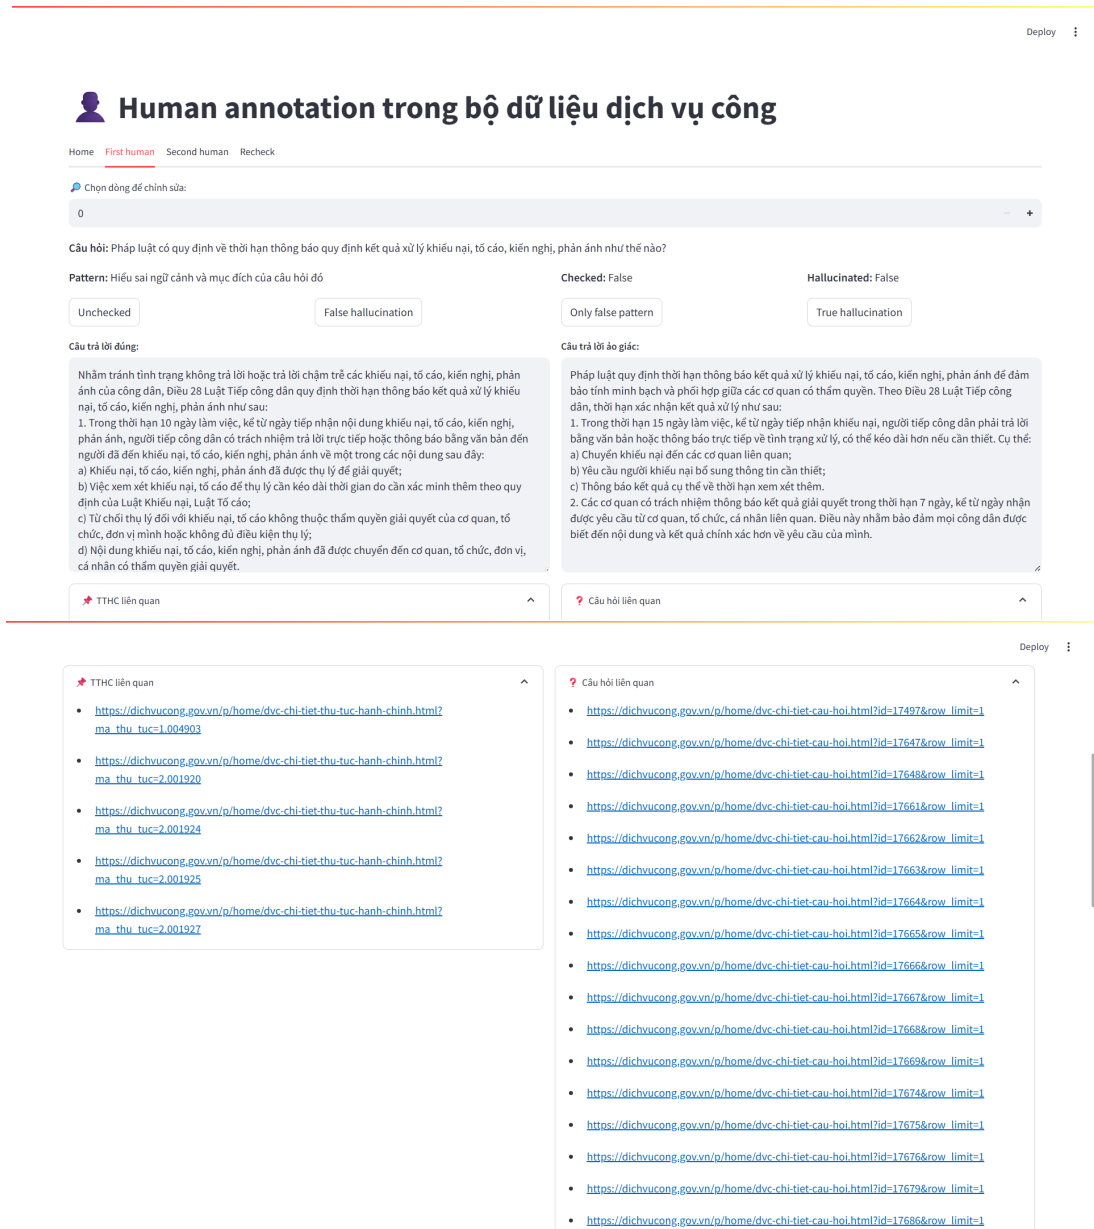 Deploy
Human annotation trong bộ dữ liệu dịch vụ công
Home First human Second human Recheck
Chọn dòng để chỉnh sửa:
0
Câu hỏi: Pháp luật có quy định về thời hạn thông báo quy định kết quả xử lý khiếu nại, tố cáo, kiến nghị, phản ánh như thế nào?
Pattern: Hiểu sai ngữ cảnh và mục đích của câu hỏi đó
Checked: False
Hallucinated: False
Unchecked
False hallucination
Only false pattern
True hallucination
Câu trả lời đúng:
Nhằm tránh tình trạng không trả lời hoặc trả lời chậm trễ các khiếu nại, tố cáo, kiến nghị, phản
ánh của công dân, Điều 28 Luật Tiếp công dân quy định thời hạn thông báo kết quả xử lý khiếu
nại, tố cáo, kiến nghị, phản ánh như sau:
1. Trong thời hạn 10 ngày làm việc, kể từ ngày tiếp nhận nội dung khiếu nại, tố cáo, kiến nghị,
phản ánh, người tiếp công dân có trách nhiệm trả lời trực tiếp hoặc thông báo bằng văn bản đến
người đã đến khiếu nại, tố cáo, kiến nghị, phản ánh về một trong các nội dung sau đây:
a) Khiếu nại, tố cáo, kiến nghị, phản ánh đã được thụ lý để giải quyết;
b) Việc xem xét khiếu nại, tố cáo để thụ lý cần kéo dài thời gian do cần xác minh thêm theo quy
định của Luật Khiếu nại, Luật Tố cáo;
c) Từ chối thụ lý đối với khiếu nại, tố cáo không thuộc thẩm quyền giải quyết của cơ quan, tổ
chức, đơn vị mình hoặc không đủ điều kiện thụ lý;
d) Nội dung khiếu nại, tố cáo, kiến nghị, phản ánh đã được chuyển đến cơ quan, tổ chức, đơn vị,
cá nhân có thẩm quyền giải quyết.
Câu trả lời ảo giác:
Pháp luật quy định thời hạn thông báo kết quả xử lý khiếu nại, tố cáo, kiến nghị, phản ánh để đảm
bảo tính minh bạch và phối hợp giữa các cơ quan có thẩm quyền. Theo Điều 28 Luật Tiếp công
dân, thời hạn xác nhận kết quả xử lý như sau:
1. Trong thời hạn 15 ngày làm việc, kể từ ngày tiếp nhận khiếu nại, người tiếp công dân phải trả lời
bằng văn bản hoặc thông báo trực tiếp về tình trạng xử lý, có thể kéo dài hơn nếu cần thiết. Cụ thể:
a) Chuyển khiếu nại đến các cơ quan liên quan;
b) Yêu cầu người khiếu nại bổ sung thông tin cần thiết;
c) Thông báo kết quả cụ thể về thời hạn xem xét thêm.
2. Các cơ quan có trách nhiệm thông báo kết quả giải quyết trong thời hạn 7 ngày, kể từ ngày nhận
được yêu cầu từ cơ quan, tổ chức, cá nhân liên quan. Điều này nhằm bảo đảm mọi công dân được
biết đến nội dung và kết quả chính xác hơn về yêu cầu của mình.
TTHC liên quan
Câu hỏi liên quan
Deploy
TTHC liên quan
https://dichvucong.gov.vn/p/home/dvc-chi-tiet-thu-tuc-hanh-chinh.html?
ma_thu_tuc=1.004903
https://dichvucong.gov.vn/p/home/dvc-chi-tiet-thu-tuc-hanh-chinh.html?
ma_thu_tuc=2.001920
https://dichvucong.gov.vn/p/home/dvc-chi-tiet-thu-tuc-hanh-chinh.html?
ma_thu_tuc=2.001924
https://dichvucong.gov.vn/p/home/dvc-chi-tiet-thu-tuc-hanh-chinh.html?
ma_thu_tuc=2.001925
https://dichvucong.gov.vn/p/home/dvc-chi-tiet-thu-tuc-hanh-chinh.html?
ma_thu_tuc=2.001927
Câu hỏi liên quan
https://dichvucong.gov.vn/p/home/dvc-chi-tiet-cau-hoi.html?id=17497&row_limit=1
https://dichvucong.gov.vn/p/home/dvc-chi-tiet-cau-hoi.html?id=17647&row_limit=1
https://dichvucong.gov.vn/p/home/dvc-chi-tiet-cau-hoi.html?id=17648&row_limit=1
https://dichvucong.gov.vn/p/home/dvc-chi-tiet-cau-hoi.html?id=17661&row_limit=1
https://dichvucong.gov.vn/p/home/dvc-chi-tiet-cau-hoi.html?id=17662&row_limit=1
https://dichvucong.gov.vn/p/home/dvc-chi-tiet-cau-hoi.html?id=17663&row_limit=1
https://dichvucong.gov.vn/p/home/dvc-chi-tiet-cau-hoi.html?id=17664&row_limit=1
https://dichvucong.gov.vn/p/home/dvc-chi-tiet-cau-hoi.html?id=17665&row_limit=1
https://dichvucong.gov.vn/p/home/dvc-chi-tiet-cau-hoi.html?id=17666&row_limit=1
https://dichvucong.gov.vn/p/home/dvc-chi-tiet-cau-hoi.html?id=17667&row_limit=1
https://dichvucong.gov.vn/p/home/dvc-chi-tiet-cau-hoi.html?id=17668&row_limit=1
https://dichvucong.gov.vn/p/home/dvc-chi-tiet-cau-hoi.html?id=17669&row_limit=1
https://dichvucong.gov.vn/p/home/dvc-chi-tiet-cau-hoi.html?id=17674&row_limit=1
https://dichvucong.gov.vn/p/home/dvc-chi-tiet-cau-hoi.html?id=17675&row_limit=1
https://dichvucong.gov.vn/p/home/dvc-chi-tiet-cau-hoi.html?id=17676&row_limit=1
https://dichvucong.gov.vn/p/home/dvc-chi-tiet-cau-hoi.html?id=17679&row_limit=1
https://dichvucong.gov.vn/p/home/dvc-chi-tiet-cau-hoi.html?id=17686&row_limit=1